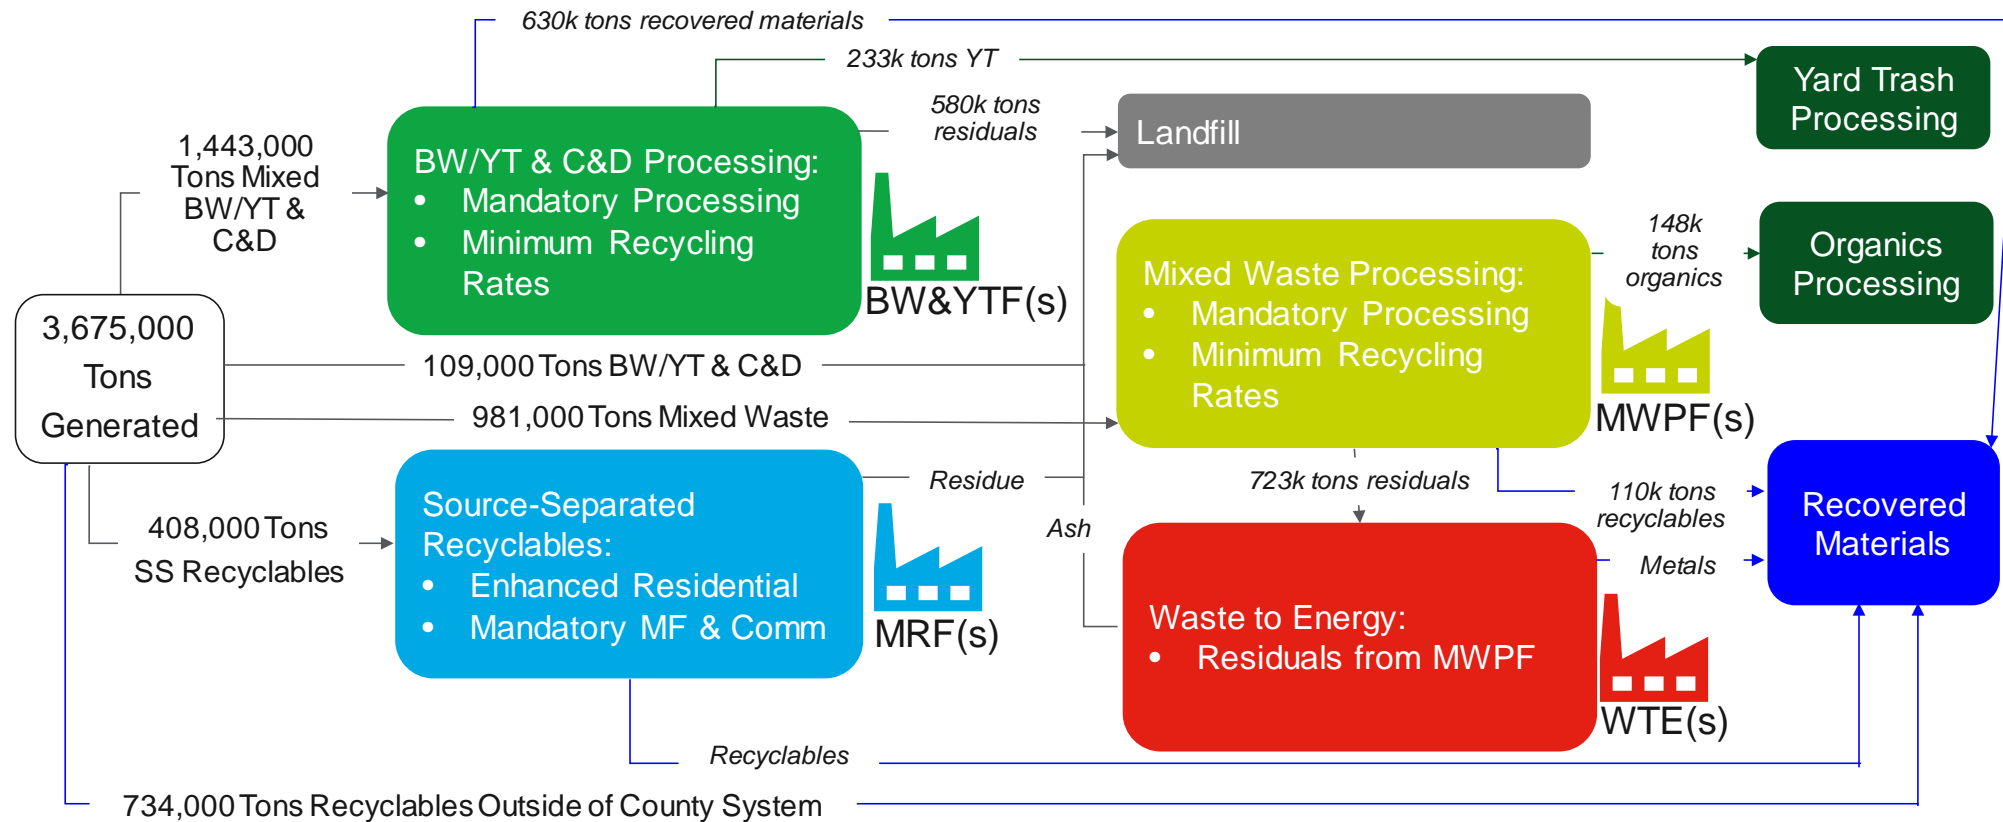 630k tons recovered materials
233k tons YT
Yard Trash
Processing
580k tons
residuals
Landfill
1,443,000
Tons Mixed
BW/YT &
C&D
BW/YT & C&D Processing:
• Mandatory Processing
• Minimum Recycling
Rates
BW&YTF(s)
Mixed Waste Processing:
• Mandatory Processing
• Minimum Recycling
Rates
MWPF(s)
148k
tons
organics
Organics
Processing
3,675,000
Tons
Generated
109,000 Tons BW/YT & C&D
981,000 Tons Mixed Waste
408,000 Tons
SS Recyclables
Source-Separated
Recyclables:
• Enhanced Residential
• Mandatory MF & Comm
MRF(s)
Residue
Ash
723k tons residuals
110k tons
recyclables
Metals
Recovered
Materials
Waste to Energy:
• Residuals from MWPF
WTE(s)
Recyclables
734,000 Tons Recyclables Outside of County System